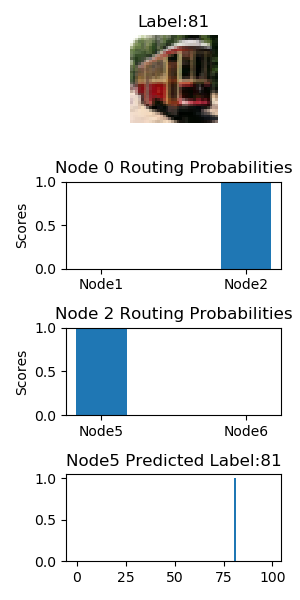 Label:81
Node 0 Routing Probabilities
1.0
0.5
0.0
Scores
Node1 Node2
Node 2 Routing Probabilities
1.0
0.5
0.0
Scores
Node5 Node6
Node5 Predicted Label:81
1.0
0.5
0.0
0 25 50 75 100